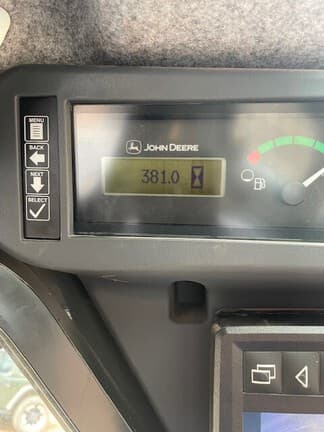 MENU
BACK
NEXT
SELECT
JOHN DEERE
381.0